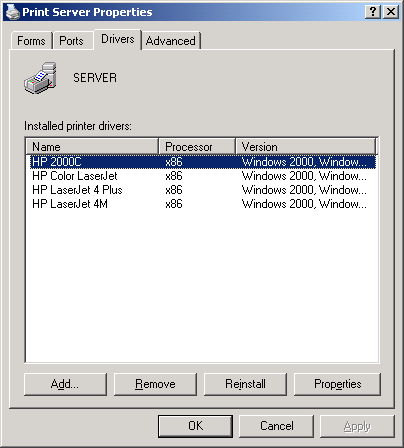 Print Server Properties
Forms Ports Drivers Advanced
SERVER
Installed printer drivers:
Name Processor Version
HP 2000C x86 Windows 2000, Window...
HP Color LaserJet x86 Windows 2000, Window...
HP LaserJet 4 Plus x86 Windows 2000, Window...
HP LaserJet 4M x86 Windows 2000, Window...
Add... Remove Reinstall Properties
OK Cancel Apply